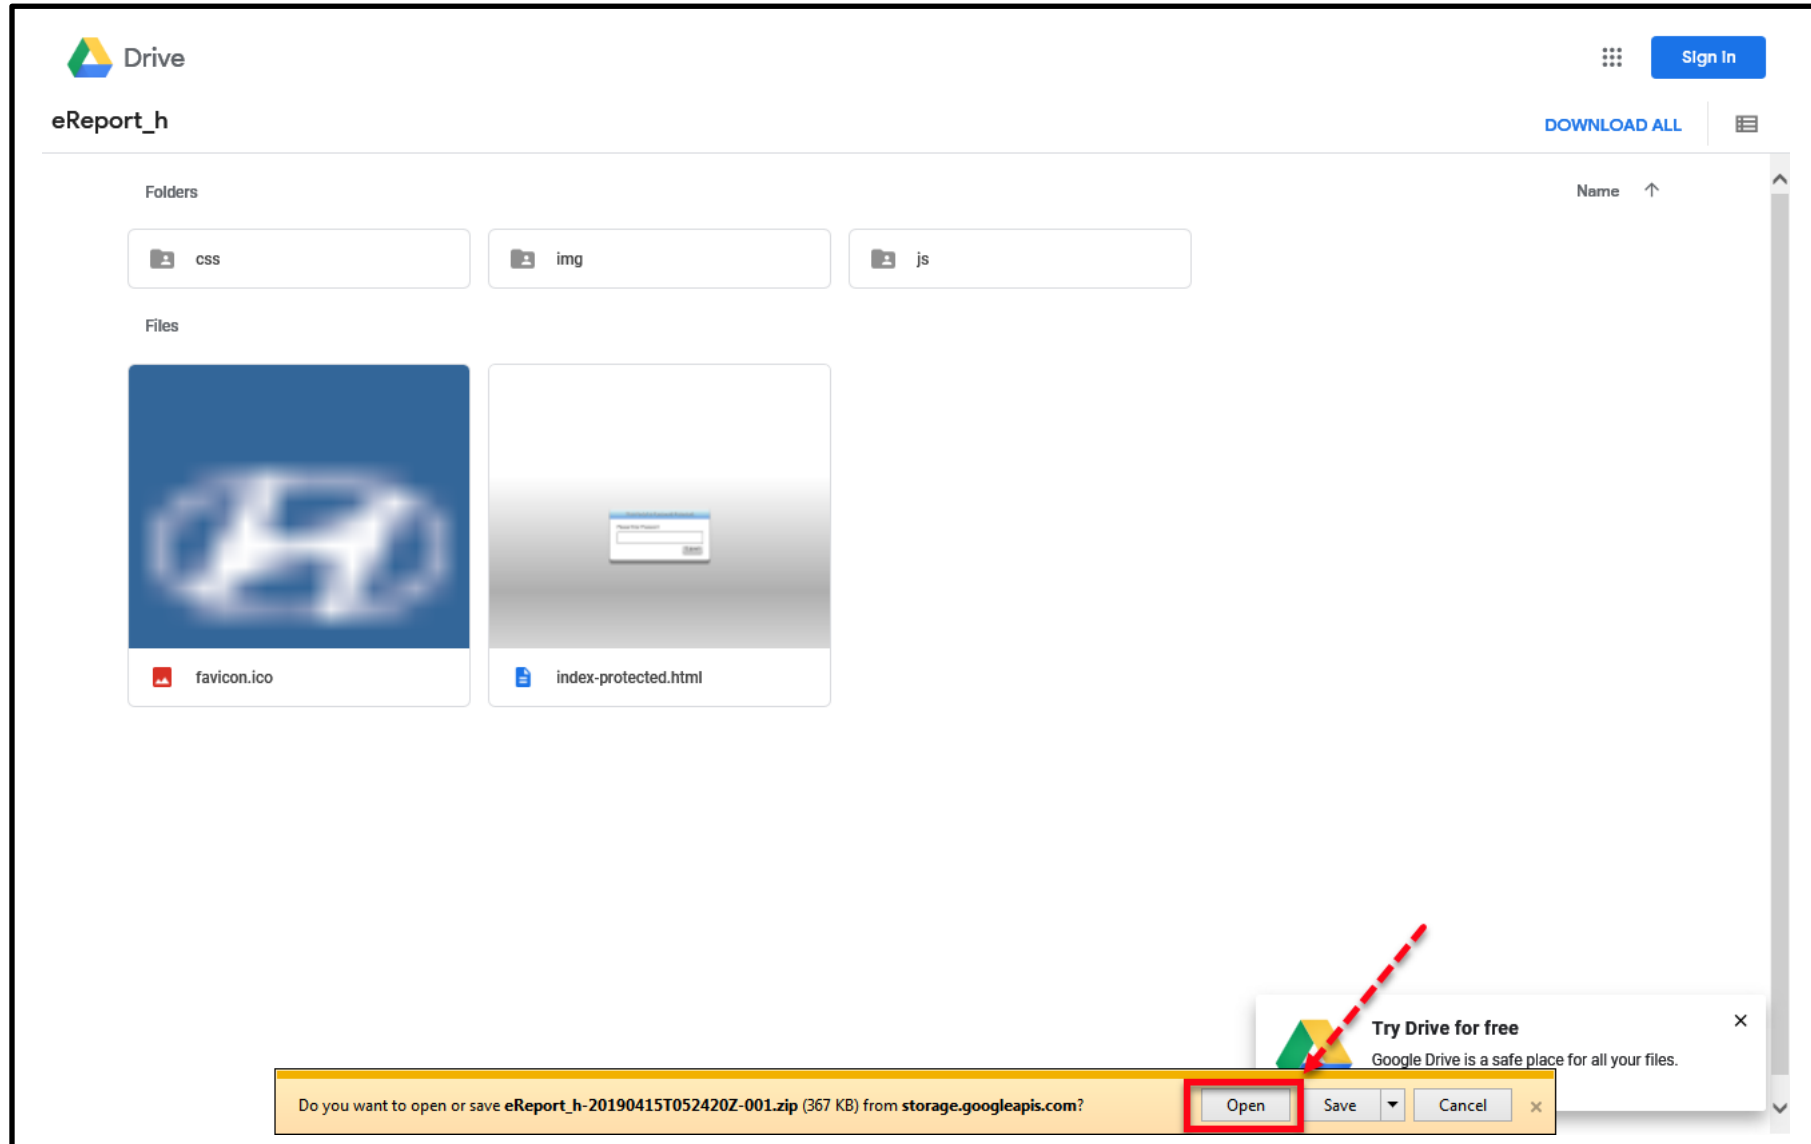 Drive
Sign In
eReport_h
DOWNLOAD ALL
Folders
Name
css
img
js
Files
favicon.ico
index-protected.html
Try Drive for free
Google Drive is a safe place for all your files.
Do you want to open or save eReport_h-20190415T052420Z-001.zip (367 KB) from storage.googleapis.com?
Open
Save
Cancel